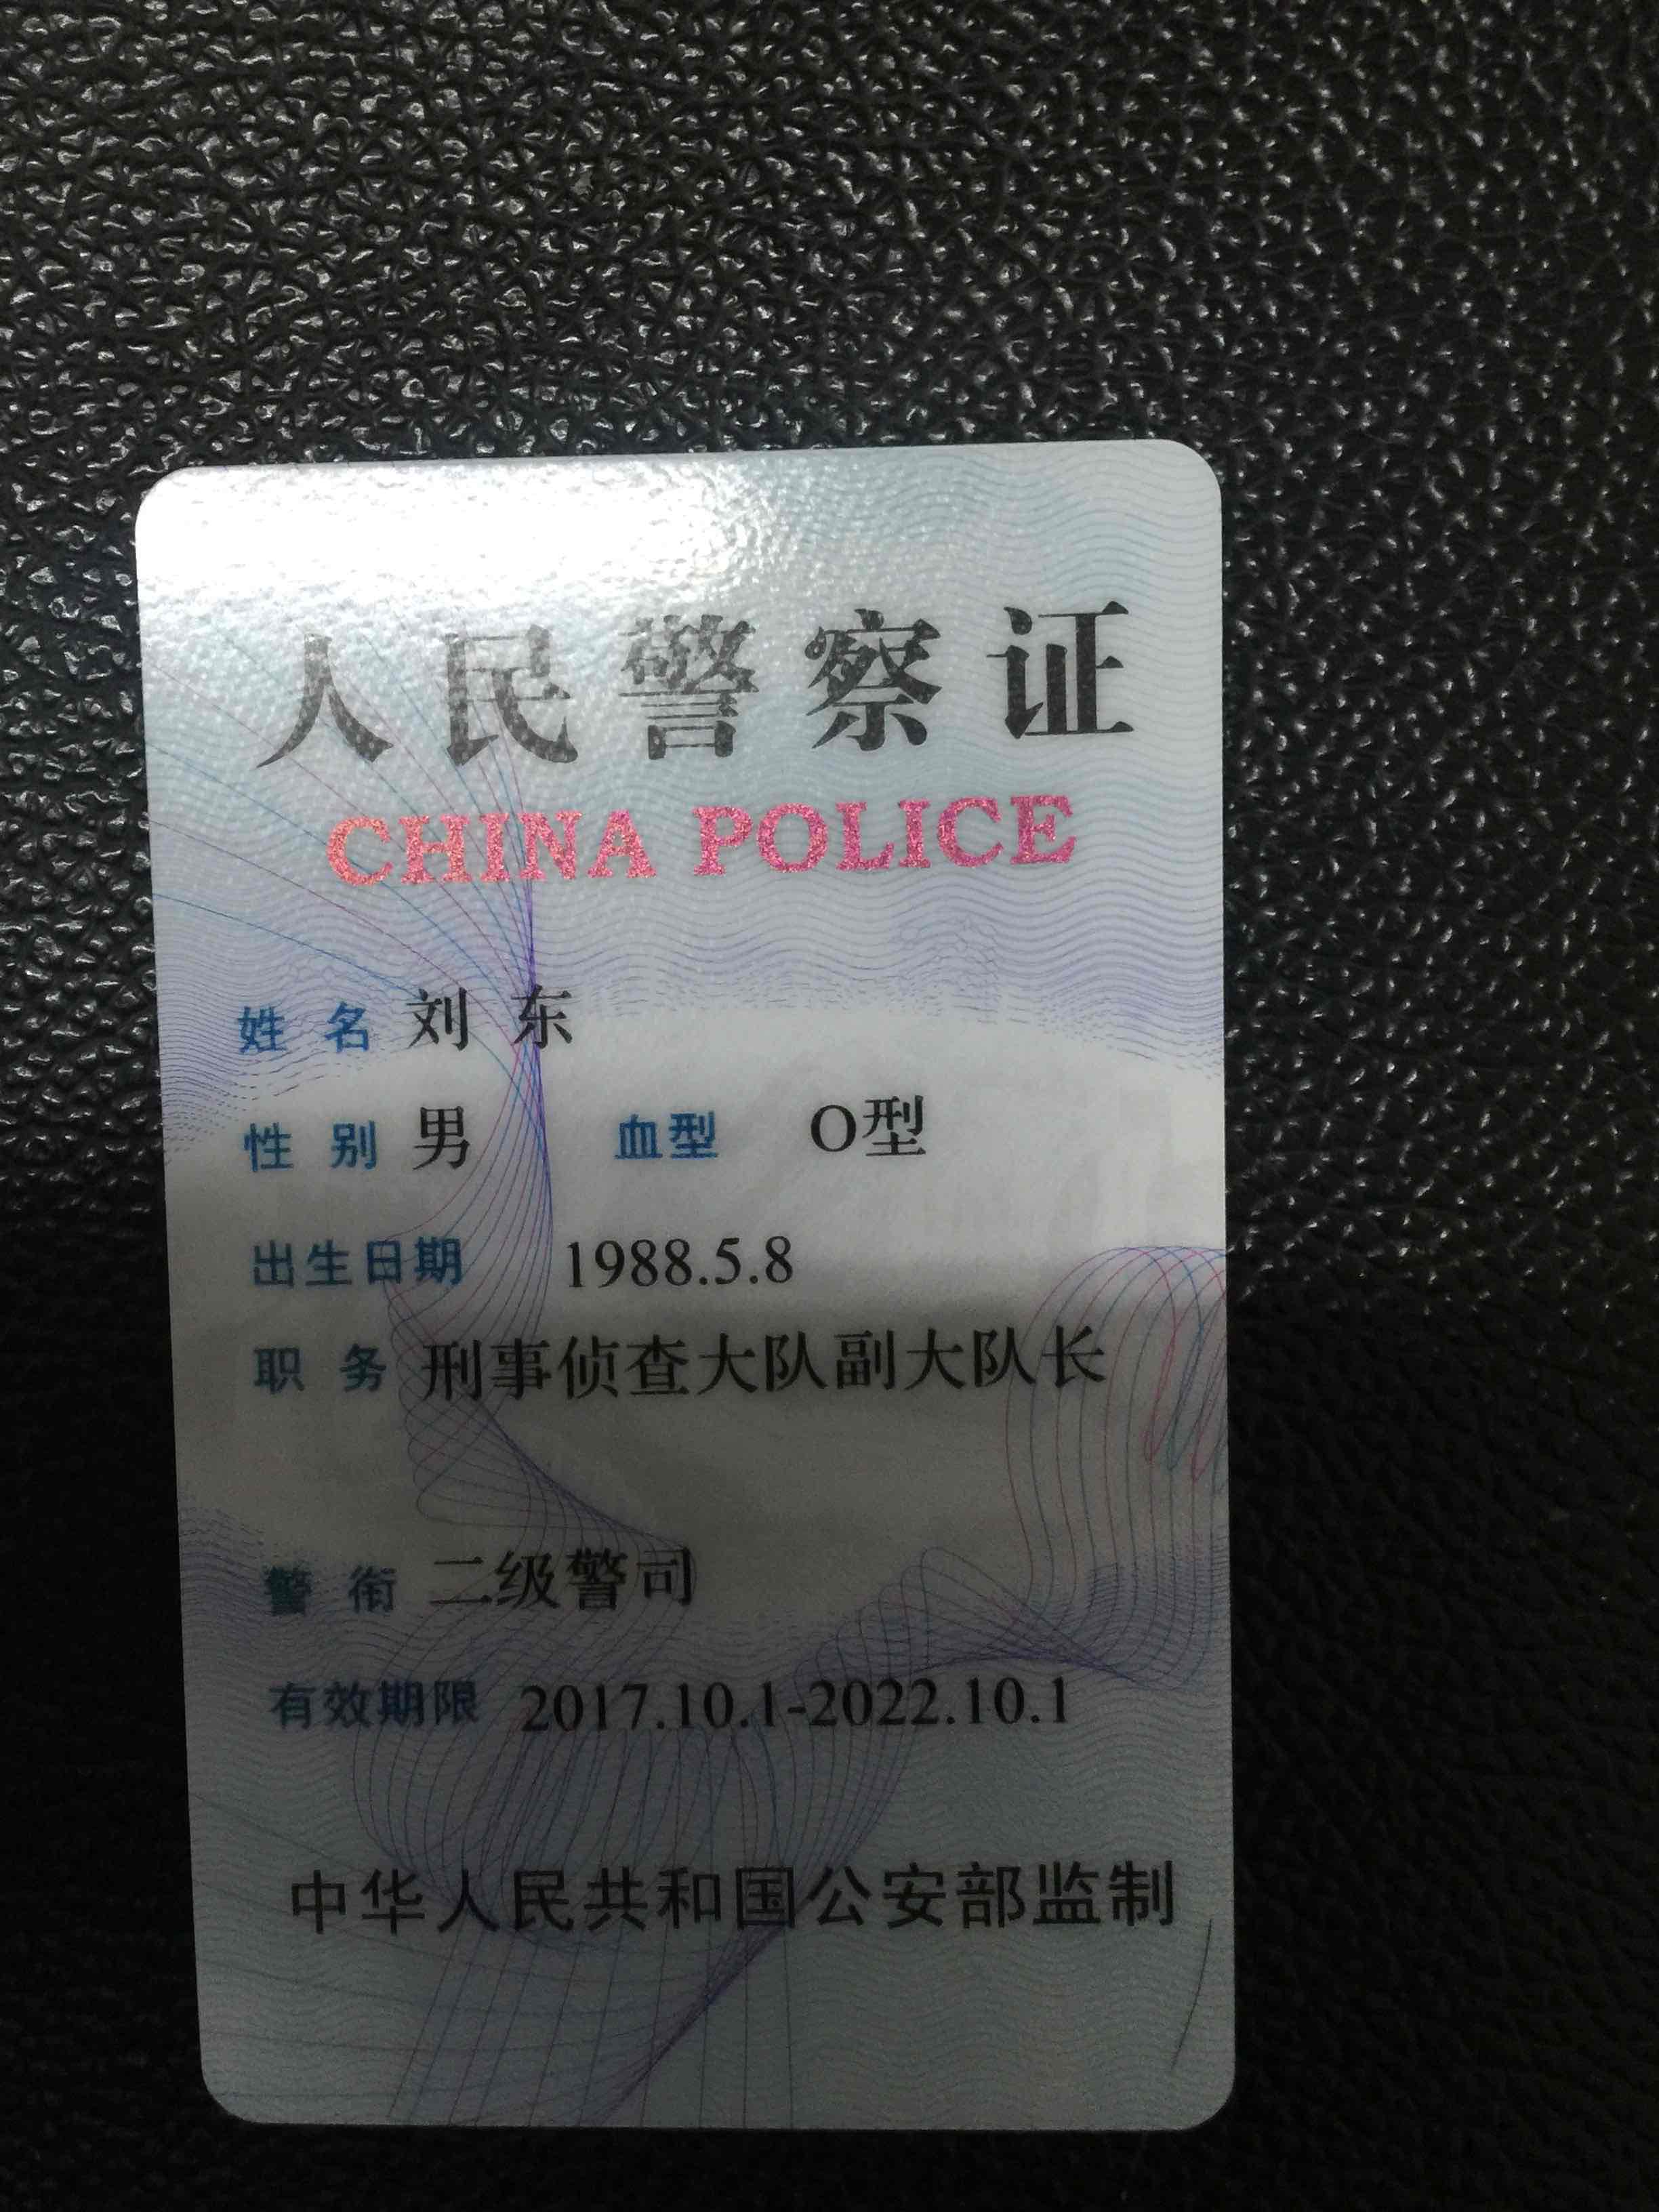 人民警察证
CHINA POLICE
姓名 刘东
性别 男 血型 O型
出生日期 1988.5.8
职务 刑事侦查大队副大队长
警衔 二级警司
有效期限 2017.10.1-2022.10.1
中华人民共和国公安部监制